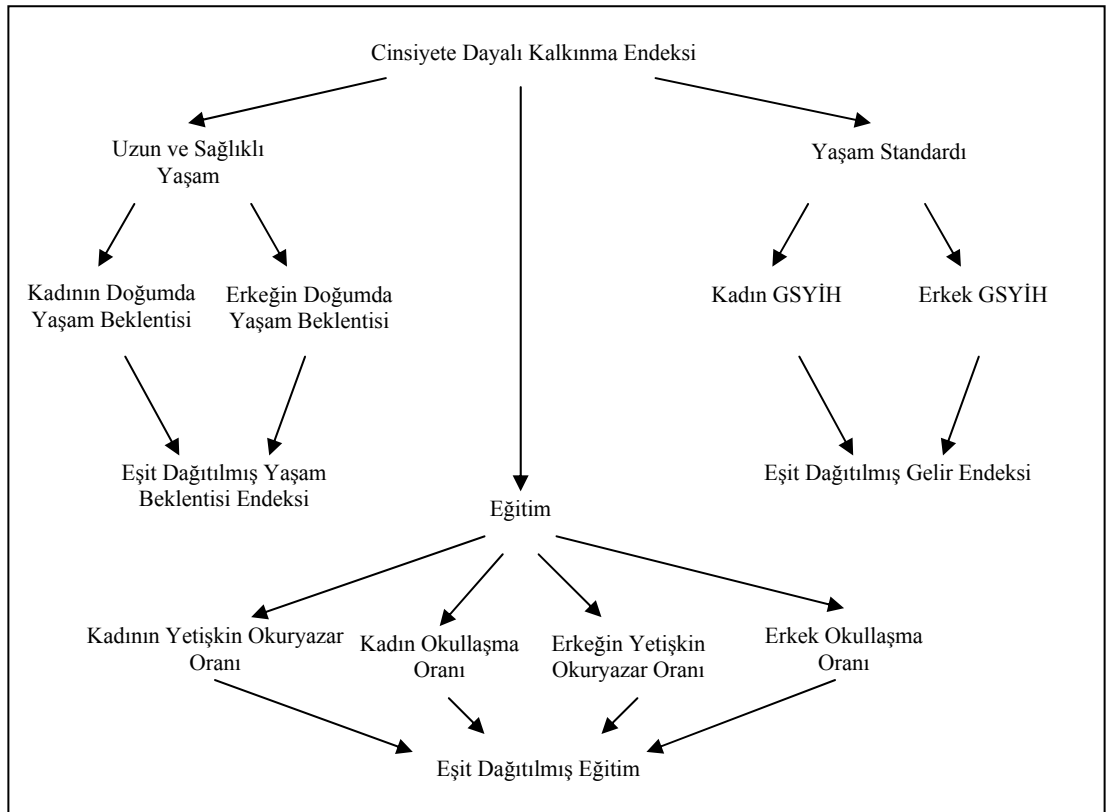 Cinsiyete Dayalı Kalkınma Endeksi
Uzun ve Sağlıklı
Yaşam
Yaşam Standardı
Kadının Doğumda
Yaşam Beklentisi
Erkeğin Doğumda
Yaşam Beklentisi
Kadın GSYİH
Erkek GSYİH
Eşit Dağıtılmış Yaşam
Beklentisi Endeksi
Eşit Dağıtılmış Gelir Endeksi
Eğitim
Kadının Yetişkin Okuryazar
Oranı
Kadın Okullaşma
Oranı
Erkeğin Yetişkin
Okuryazar Oranı
Erkek Okullaşma
Oranı
Eşit Dağıtılmış Eğitim